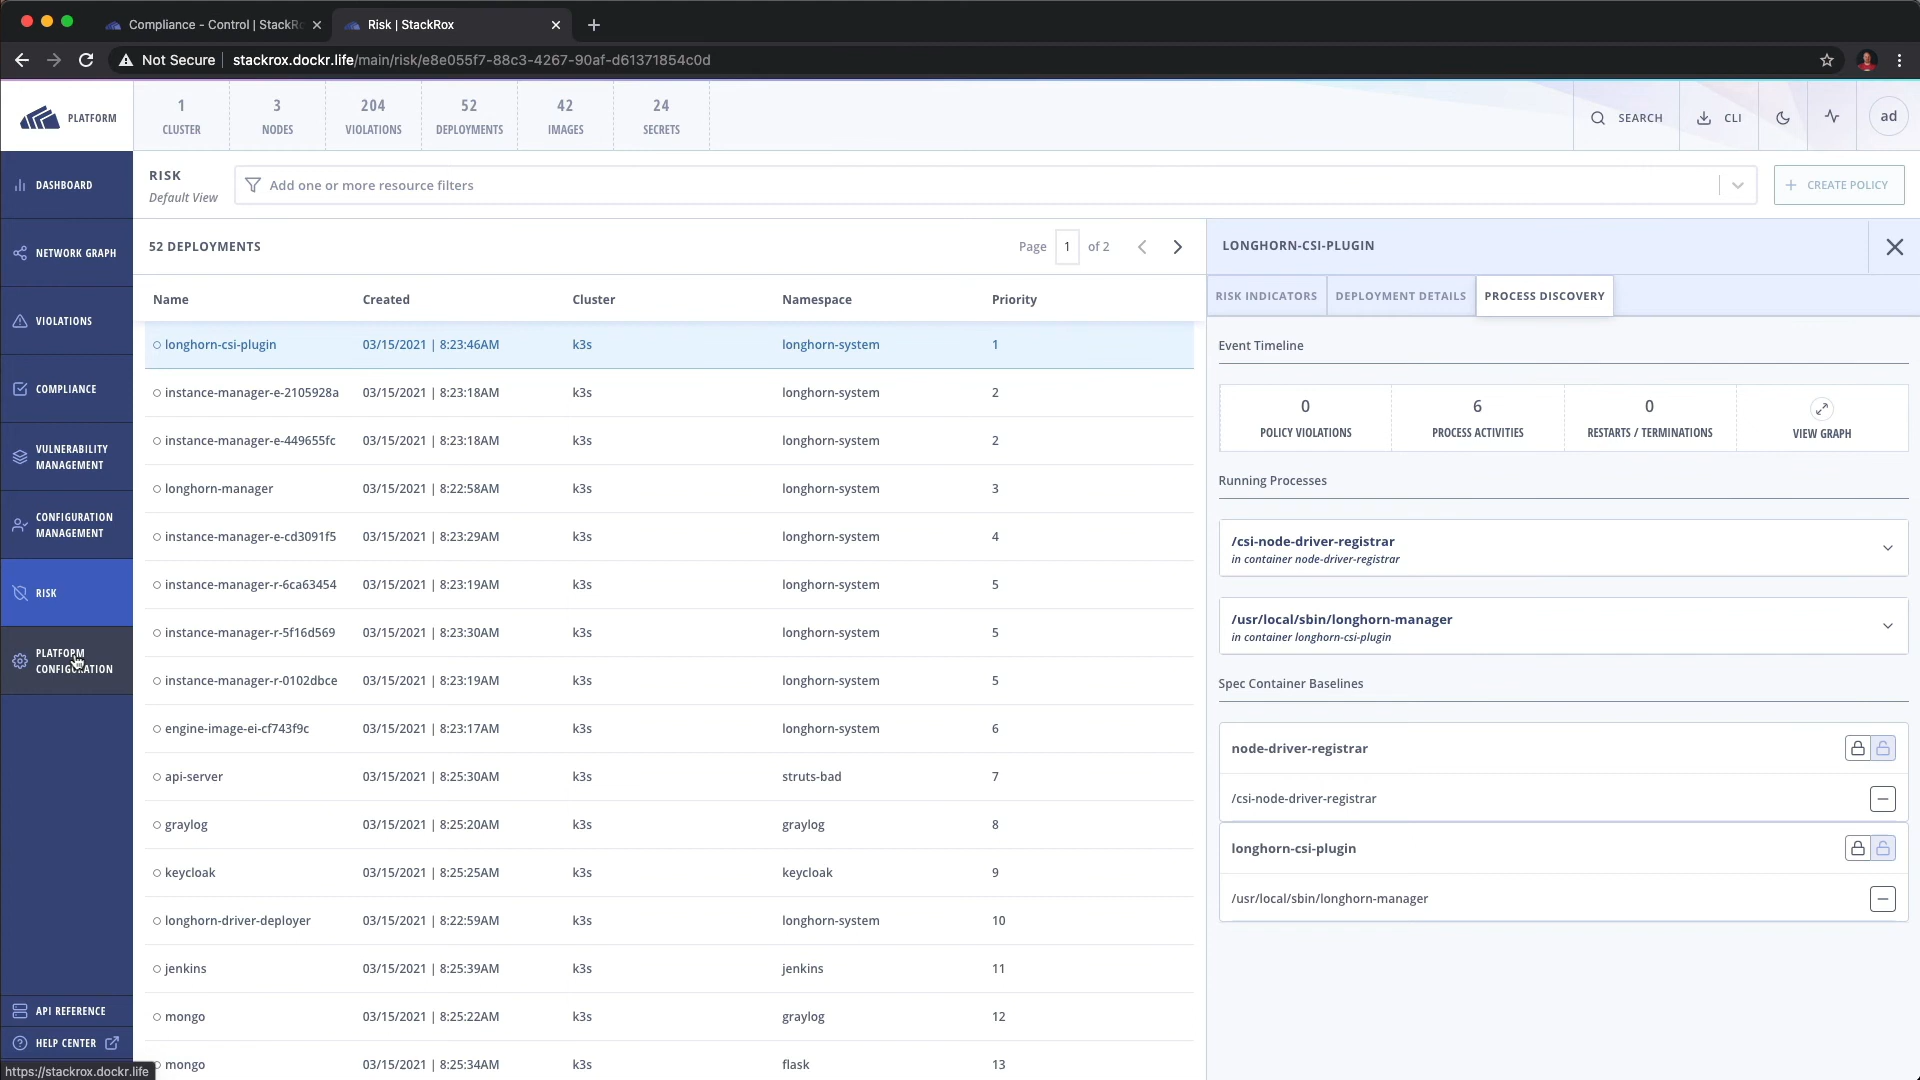 Compliance - Control | StackRo
Risk | StackRox
Not Secure
stackrox.dockr.life/main/risk/e8e055f7-88c3-4267-90af-d61371854c0d
PLATFORM
1 CLUSTER
3 NODES
204 VIOLATIONS
52 DEPLOYMENTS
42 IMAGES
24 SECRETS
SEARCH
CLI
ad
DASHBOARD
NETWORK GRAPH
VIOLATIONS
COMPLIANCE
VULNERABILITY
MANAGEMENT
CONFIGURATION
MANAGEMENT
RISK
PLATFORM
CONFIGURATION
API REFERENCE
HELP CENTER
https://stackrox.dockr.life
RISK
Default View
Add one or more resource filters
CREATE POLICY
52 DEPLOYMENTS
Page 1 of 2
Name Created Cluster Namespace Priority
longhorn-csi-plugin 03/15/2021 | 8:23:46AM k3s longhorn-system 1
instance-manager-e-2105928a 03/15/2021 | 8:23:18AM k3s longhorn-system 2
instance-manager-e-449655fc 03/15/2021 | 8:23:18AM k3s longhorn-system 2
longhorn-manager 03/15/2021 | 8:22:58AM k3s longhorn-system 3
instance-manager-e-cd3091f5 03/15/2021 | 8:23:29AM k3s longhorn-system 4
instance-manager-r-6ca63454 03/15/2021 | 8:23:19AM k3s longhorn-system 5
instance-manager-r-5f16d569 03/15/2021 | 8:23:30AM k3s longhorn-system 5
instance-manager-r-0102dbce 03/15/2021 | 8:23:19AM k3s longhorn-system 5
engine-image-ei-cf743f9c 03/15/2021 | 8:23:17AM k3s longhorn-system 6
api-server 03/15/2021 | 8:25:30AM k3s struts-bad 7
graylog 03/15/2021 | 8:25:20AM k3s graylog 8
keycloak 03/15/2021 | 8:25:25AM k3s keycloak 9
longhorn-driver-deployer 03/15/2021 | 8:22:59AM k3s longhorn-system 10
jenkins 03/15/2021 | 8:25:39AM k3s jenkins 11
mongo 03/15/2021 | 8:25:22AM k3s graylog 12
mongo 03/15/2021 | 8:25:34AM k3s flask 13
LONGHORN-CSI-PLUGIN
RISK INDICATORS
DEPLOYMENT DETAILS
PROCESS DISCOVERY
Event Timeline
0 POLICY VIOLATIONS
6 PROCESS ACTIVITIES
0 RESTARTS / TERMINATIONS
VIEW GRAPH
Running Processes
/csi-node-driver-registrar
in container node-driver-registrar
/usr/local/sbin/longhorn-manager
in container longhorn-csi-plugin
Spec Container Baselines
node-driver-registrar
/csi-node-driver-registrar
longhorn-csi-plugin
/usr/local/sbin/longhorn-manager